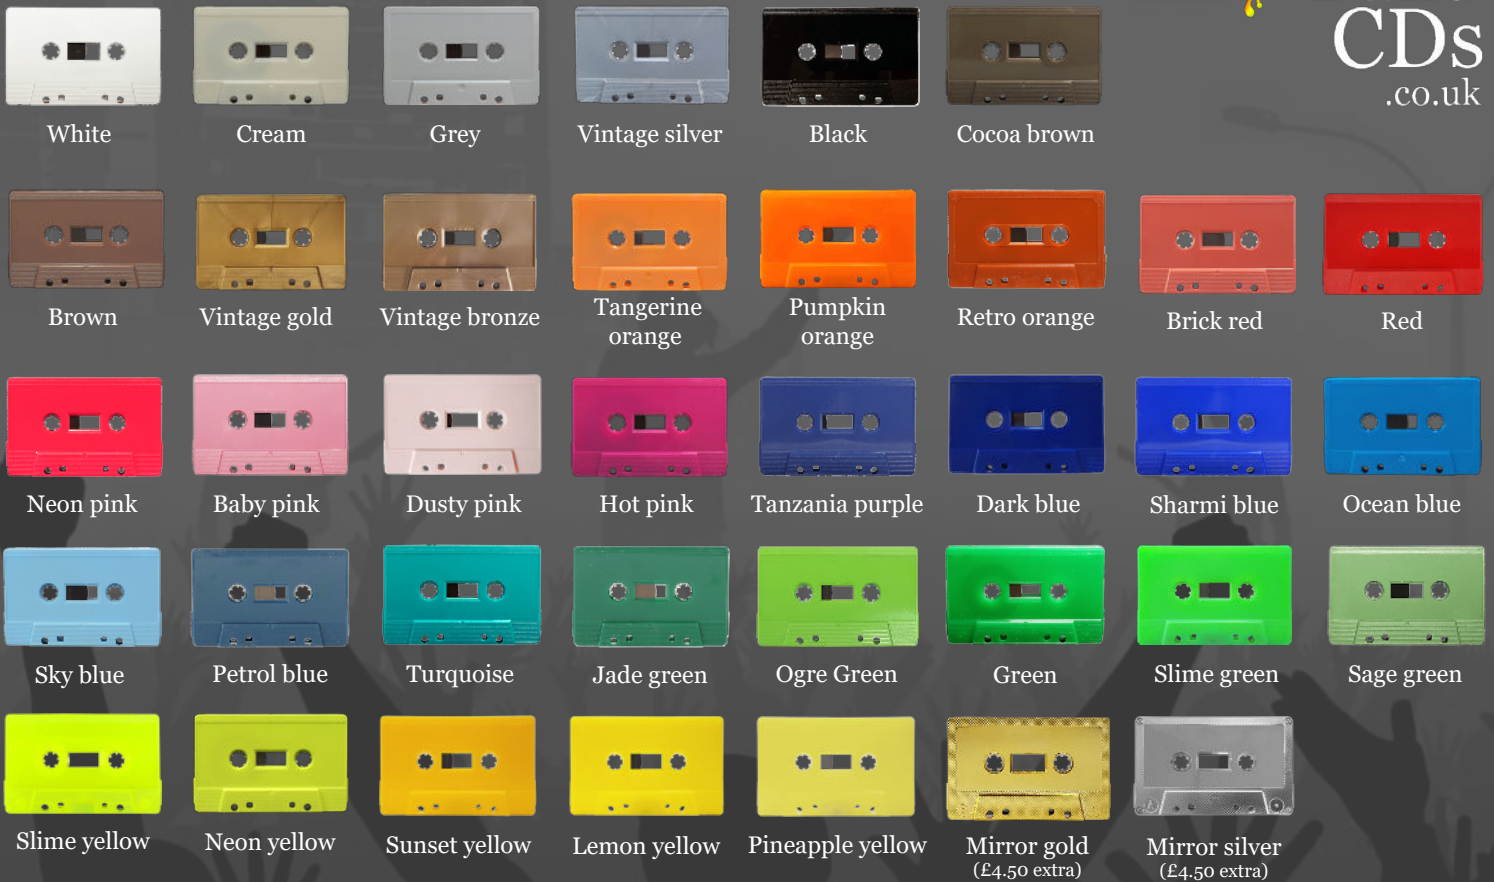 CDs
.co.uk
White
Cream
Grey
Vintage silver
Black
Cocoa brown
Brown
Vintage gold
Vintage bronze
Tangerine
orange
Pumpkin
orange
Retro orange
Brick red
Red
Neon pink
Baby pink
Dusty pink
Hot pink
Tanzania purple
Dark blue
Sharmi blue
Ocean blue
Sky blue
Petrol blue
Turquoise
Jade green
Ogre Green
Green
Slime green
Sage green
Slime yellow
Neon yellow
Sunset yellow
Lemon yellow
Pineapple yellow
Mirror gold
(£4.50 extra)
Mirror silver
(£4.50 extra)